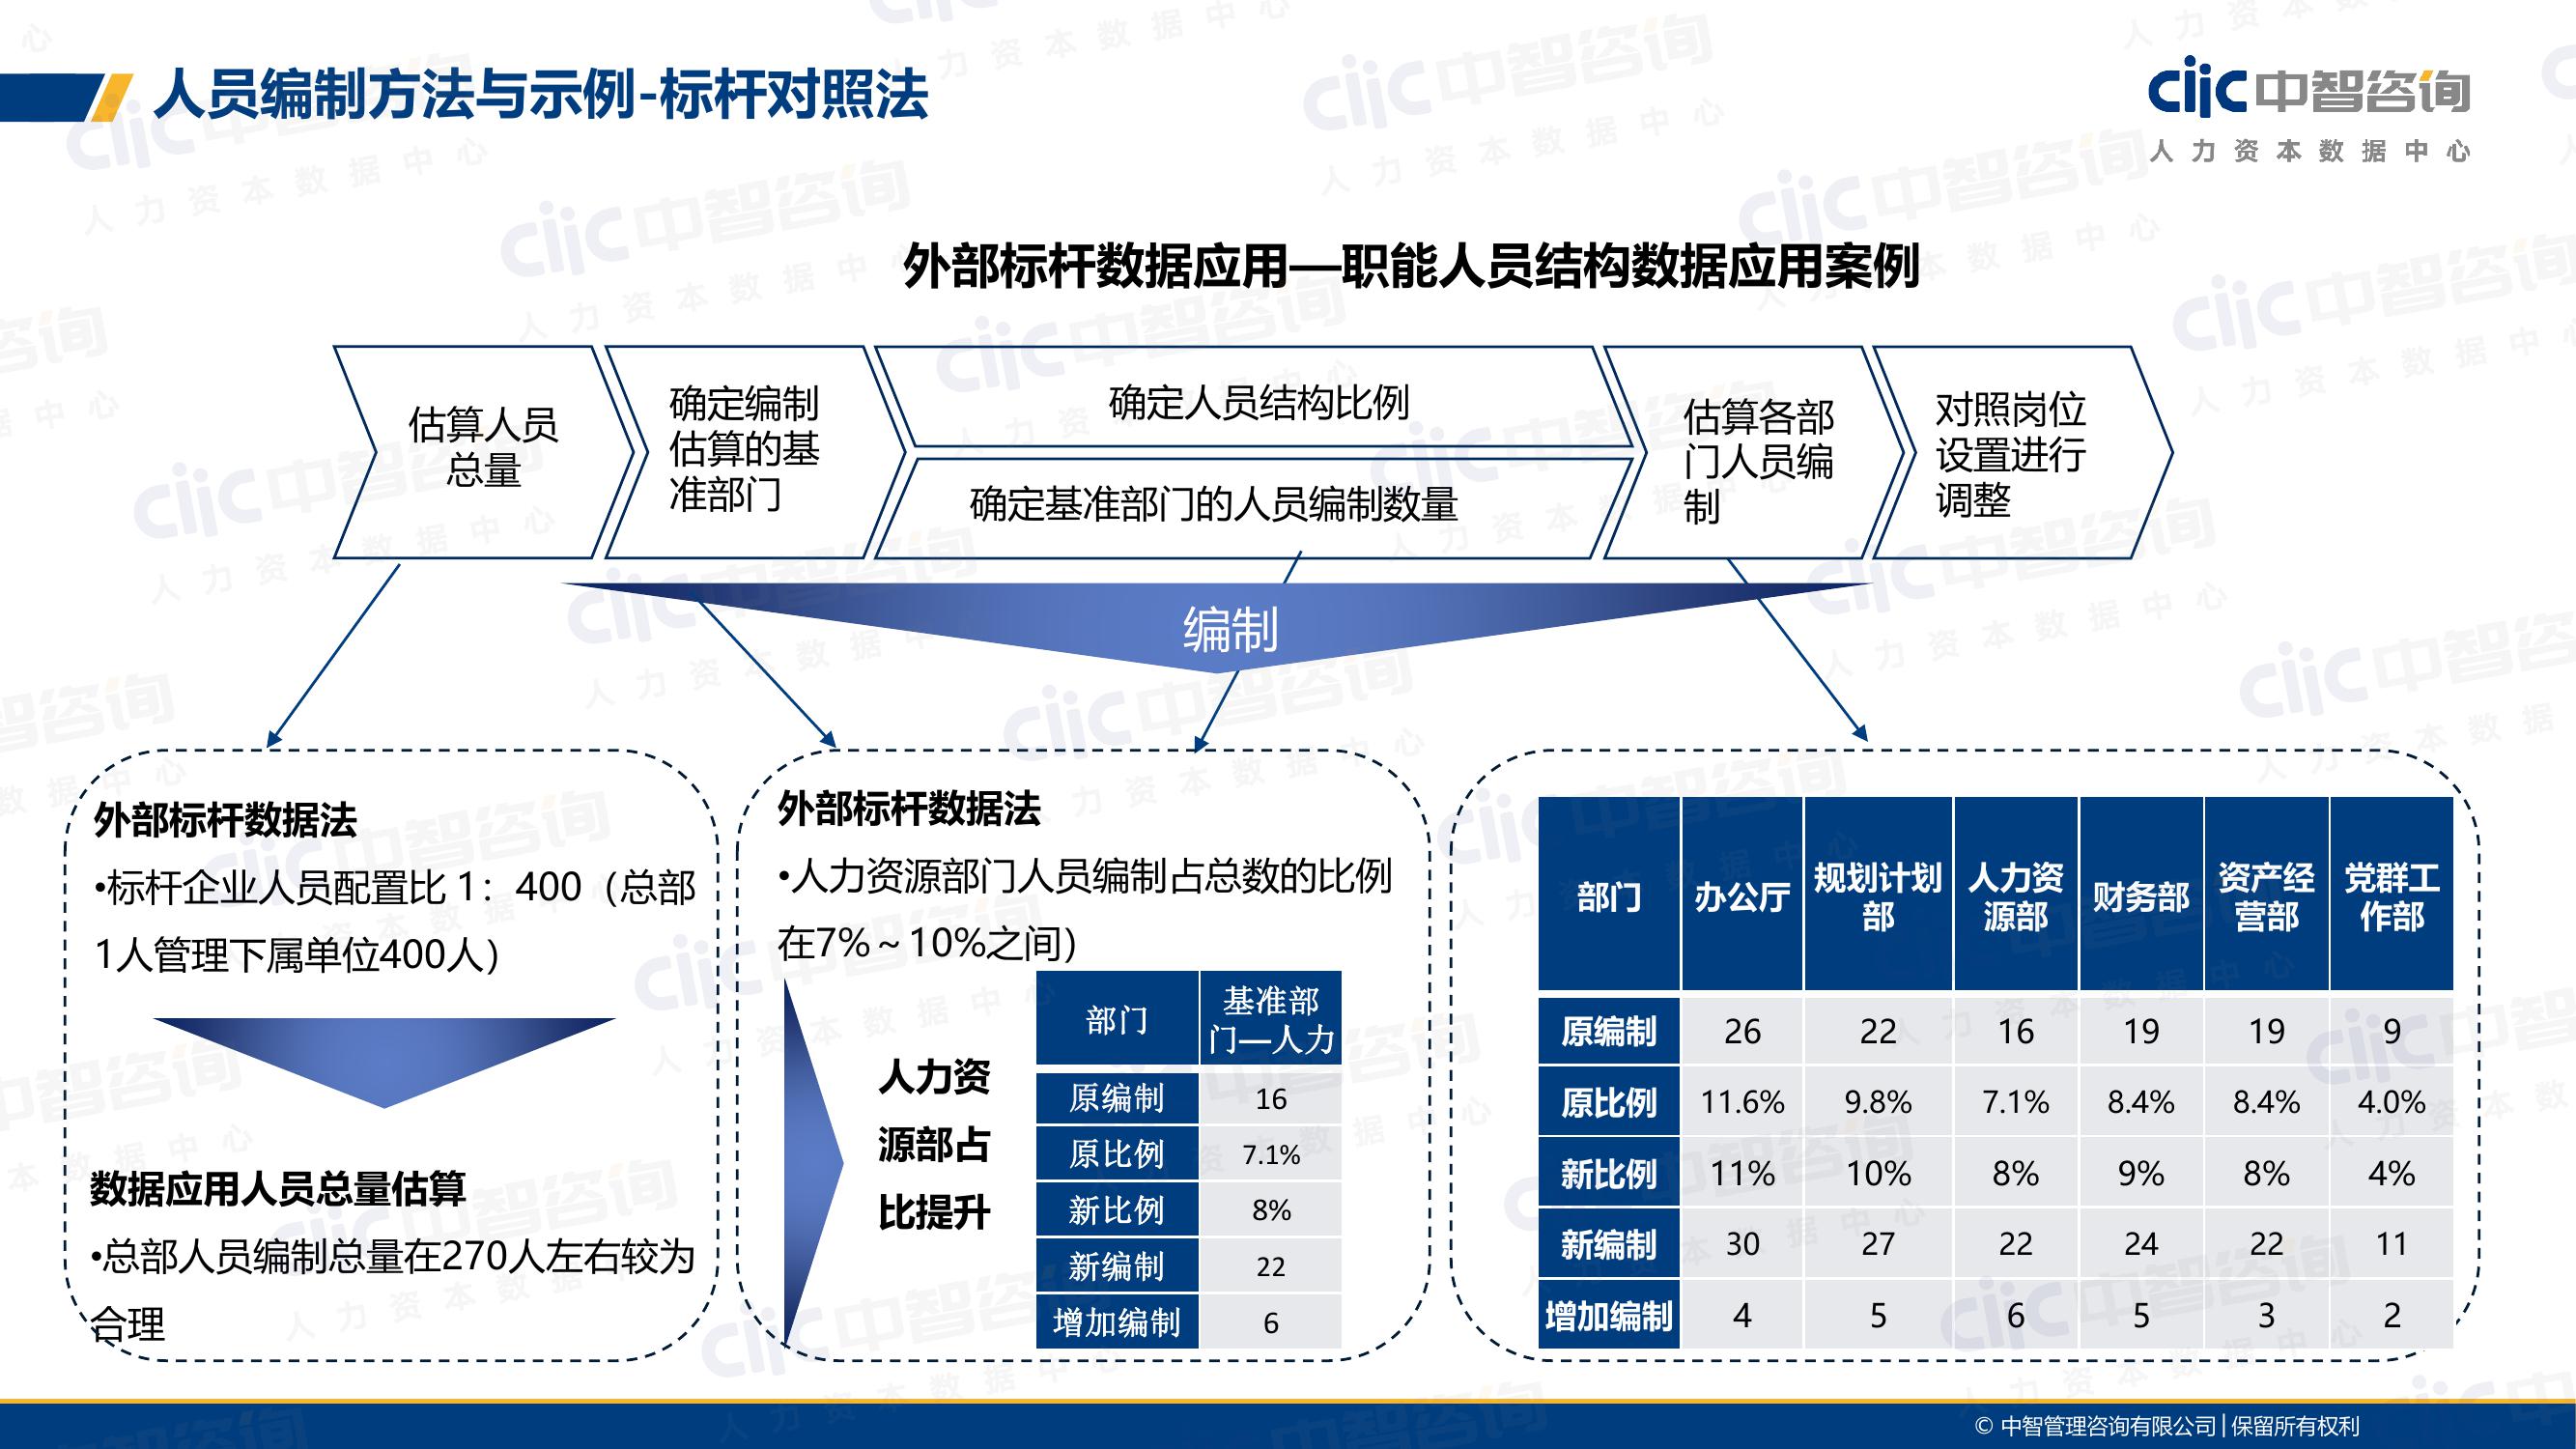 人员编制方法与示例-标杆对照法
ciic中智咨询
人力资本数据中心
外部标杆数据应用—职能人员结构数据应用案例
估算人员
总量
确定编制
估算的基
准部门
确定人员结构比例
确定基准部门的人员编制数量
估算各部
门人员编
制
对照岗位
设置进行
调整
编制
外部标杆数据法
•标杆企业人员配置比 1：400（总部
1人管理下属单位400人）
数据应用人员总量估算
•总部人员编制总量在270人左右较为
合理
外部标杆数据法
•人力资源部门人员编制占总数的比例
在7%～10%之间）
人力资
源部占
比提升
部门 基准部
门—人力
原编制 16
原比例 7.1%
新比例 8%
新编制 22
增加编制 6
部门 办公厅 规划计划
部 人力资
源部 财务部 资产经
营部 党群工
作部
原编制 26 22 16 19 19 9
原比例 11.6% 9.8% 7.1% 8.4% 8.4% 4.0%
新比例 11% 10% 8% 9% 8% 4%
新编制 30 27 22 24 22 11
增加编制 4 5 6 5 3 2
© 中智管理咨询有限公司│保留所有权利